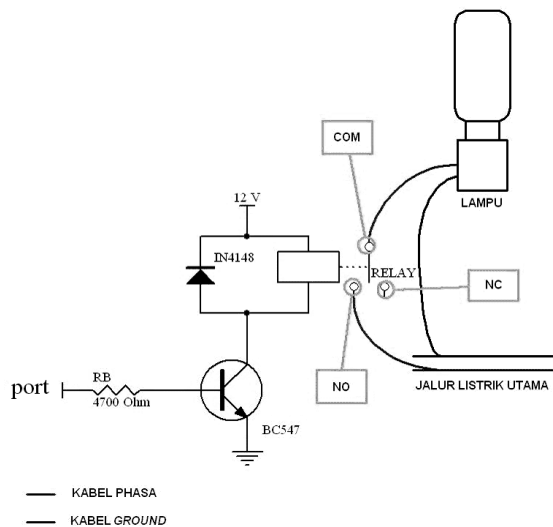 COM
LAMPU
12 V
IN4148
RELAY
NC
NO
JALUR LISTRIK UTAMA
port
RB
4700 Ohm
BC547
KABEL PHASA
KABEL GROUND